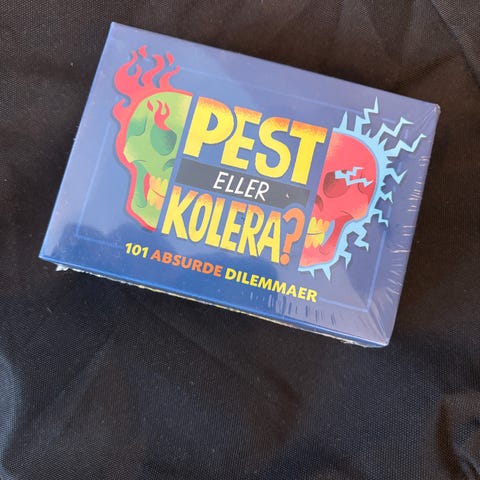 PEST
ELLER
KOLERA?
101 ABSURDE DILEMMAER